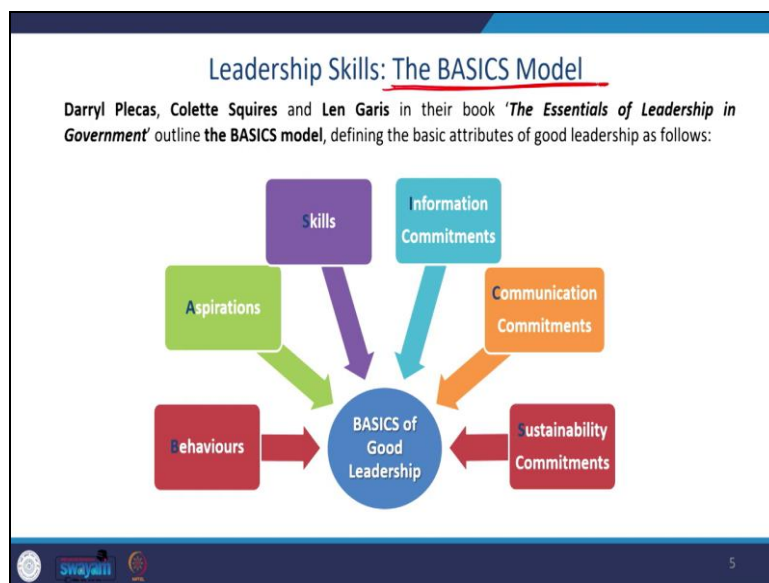 Leadership Skills: The BASICS Model
Darryl Plecas, Colette Squires and Len Garis in their book ‘The Essentials of Leadership in
Government’ outline the BASICS model, defining the basic attributes of good leadership as follows:
Behaviours
Aspirations
Skills
Information
Commitments
Communication
Commitments
Sustainability
Commitments
BASICS of
Good
Leadership
swayam
5